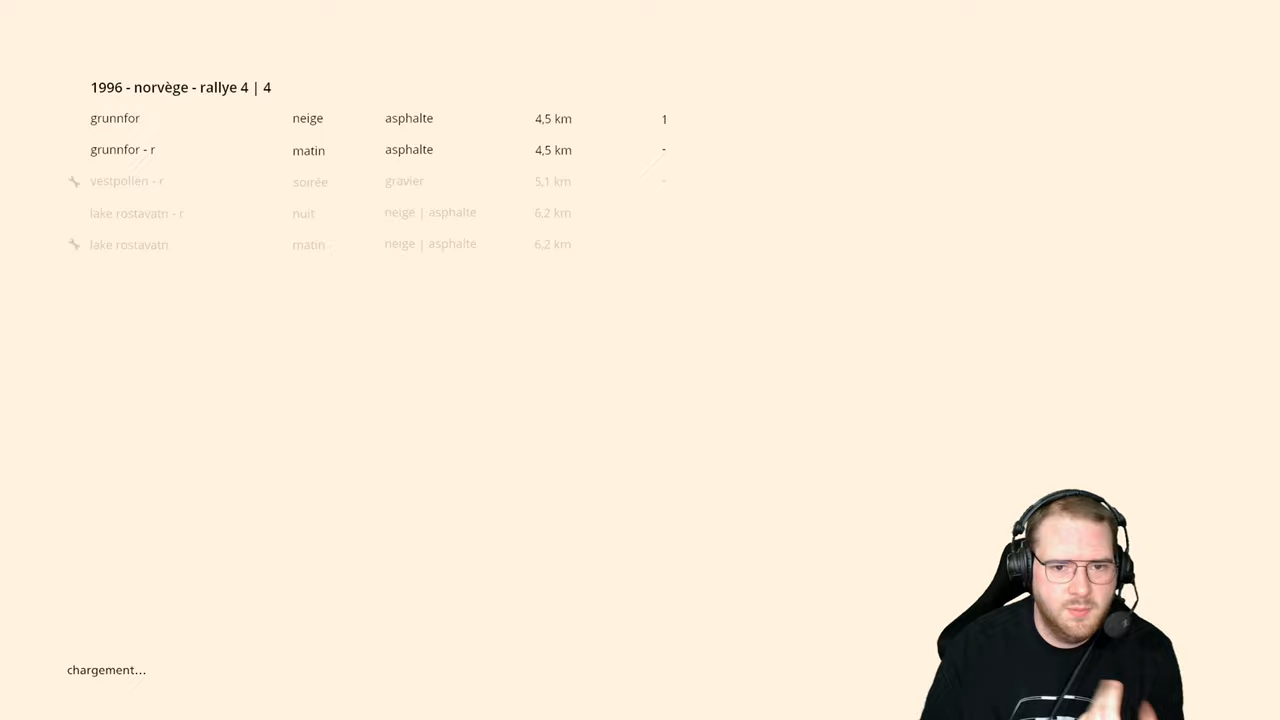 1996 - norvège - rallye 4 | 4
grunnfor neige asphalte 4,5 km 1
grunnfor - r matin asphalte 4,5 km -
vestpollen - r soirée gravier 5,1 km -
lake rostavatn - r nuit neige | asphalte 6,2 km
lake rostavatn matin neige | asphalte 6,2 km
chargement...